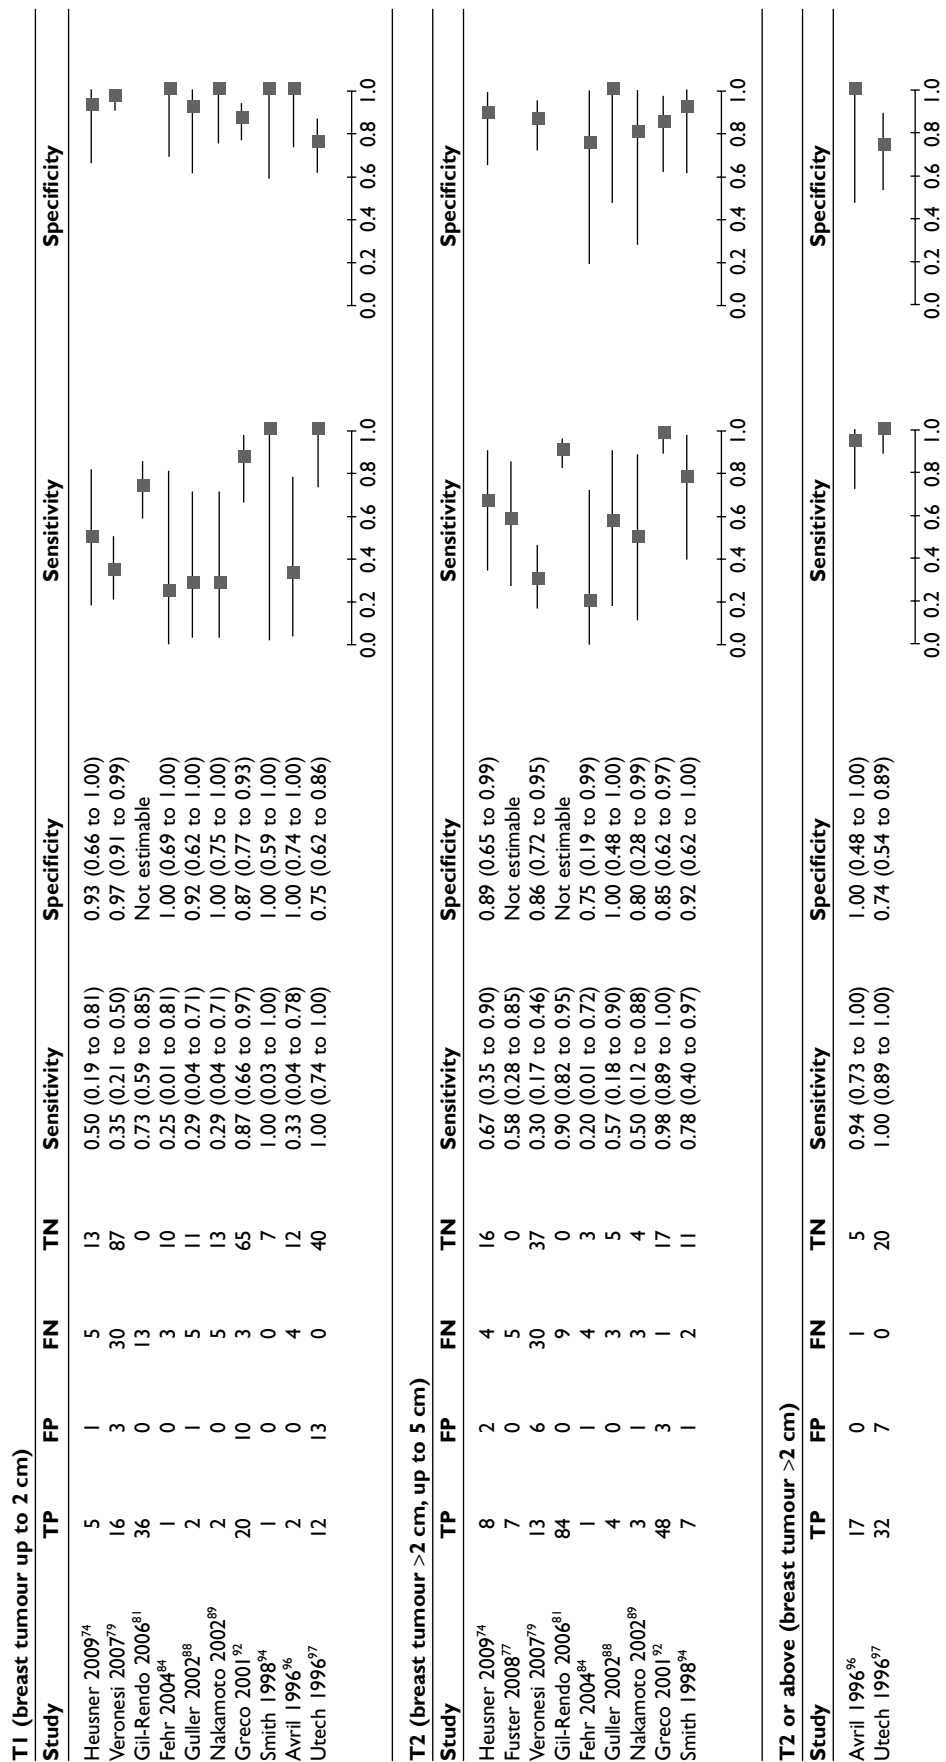 T1 (breast tumour up to 2 cm)
Study TP FP FN TN Sensitivity Specificity Sensitivity Specificity
Heusner 2009⁷⁴ 5 1 5 13 0.50 (0.19 to 0.81) 0.93 (0.66 to 1.00)
Veronesi 2007⁷⁹ 16 3 30 87 0.35 (0.21 to 0.50) 0.97 (0.91 to 0.99)
Gil-Rendo 2006⁸¹ 36 0 13 0 0.73 (0.59 to 0.85) Not estimable
Fehr 2004⁸⁴ 1 0 3 10 0.25 (0.01 to 0.81) 1.00 (0.69 to 1.00)
Guller 2002⁸⁸ 2 1 5 11 0.29 (0.04 to 0.71) 0.92 (0.62 to 1.00)
Nakamoto 2002⁸⁹ 2 0 5 13 0.29 (0.04 to 0.71) 1.00 (0.75 to 1.00)
Greco 2001⁹² 20 10 3 65 0.87 (0.66 to 0.97) 0.87 (0.77 to 0.93)
Smith 1998⁹⁴ 1 0 0 7 1.00 (0.03 to 1.00) 1.00 (0.59 to 1.00)
Avril 1996⁹⁶ 2 0 4 12 0.33 (0.04 to 0.78) 1.00 (0.74 to 1.00)
Utech 1996⁹⁷ 12 13 0 40 1.00 (0.74 to 1.00) 0.75 (0.62 to 0.86)
0.0 0.2 0.4 0.6 0.8 1.0 0.0 0.2 0.4 0.6 0.8 1.0
T2 (breast tumour >2 cm, up to 5 cm)
Study TP FP FN TN Sensitivity Specificity Sensitivity Specificity
Heusner 2009⁷⁴ 8 2 4 16 0.67 (0.35 to 0.90) 0.89 (0.65 to 0.99)
Fuster 2008⁷⁷ 7 0 5 0 0.58 (0.28 to 0.85) Not estimable
Veronesi 2007⁷⁹ 13 6 30 37 0.30 (0.17 to 0.46) 0.86 (0.72 to 0.95)
Gil-Rendo 2006⁸¹ 84 0 9 0 0.90 (0.82 to 0.95) Not estimable
Fehr 2004⁸⁴ 1 1 4 3 0.20 (0.01 to 0.72) 0.75 (0.19 to 0.99)
Guller 2002⁸⁸ 4 0 3 5 0.57 (0.18 to 0.90) 1.00 (0.48 to 1.00)
Nakamoto 2002⁸⁹ 3 1 3 4 0.50 (0.12 to 0.88) 0.80 (0.28 to 0.99)
Greco 2001⁹² 48 3 1 17 0.98 (0.89 to 1.00) 0.85 (0.62 to 0.97)
Smith 1998⁹⁴ 7 1 2 11 0.78 (0.40 to 0.97) 0.92 (0.62 to 1.00)
0.0 0.2 0.4 0.6 0.8 1.0 0.0 0.2 0.4 0.6 0.8 1.0
T2 or above (breast tumour >2 cm)
Study TP FP FN TN Sensitivity Specificity Sensitivity Specificity
Avril 1996⁹⁶ 17 0 1 5 0.94 (0.73 to 1.00) 1.00 (0.48 to 1.00)
Utech 1996⁹⁷ 32 7 0 20 1.00 (0.89 to 1.00) 0.74 (0.54 to 0.89)
0.0 0.2 0.4 0.6 0.8 1.0 0.0 0.2 0.4 0.6 0.8 1.0